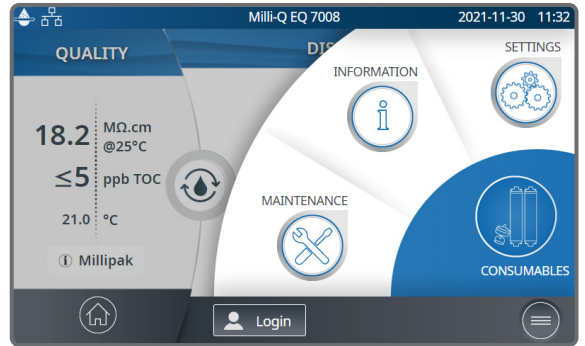 Milli-Q EQ 7008
2021-11-30 11:32
QUALITY
DIS
SETTINGS
INFORMATION
18.2 MΩ.cm
@25°C
≤5 ppb TOC
21.0 °C
MAINTENANCE
i Millipak
CONSUMABLES
Login